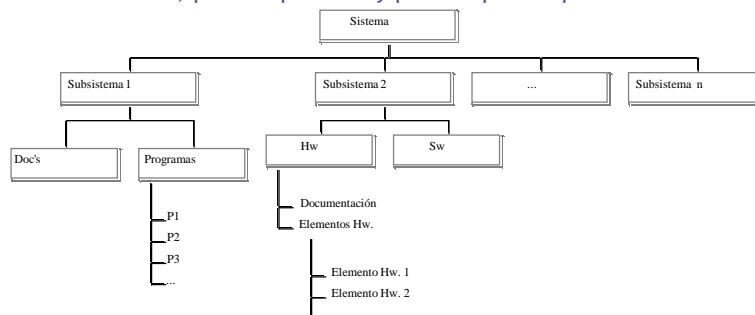 Sistema
Subsistema 1
Subsistema 2
...
Subsistema n
Doc's
Programas
Hw
Sw
P1
P2
P3
...
Documentación
Elementos Hw.
Elemento Hw. 1
Elemento Hw. 2